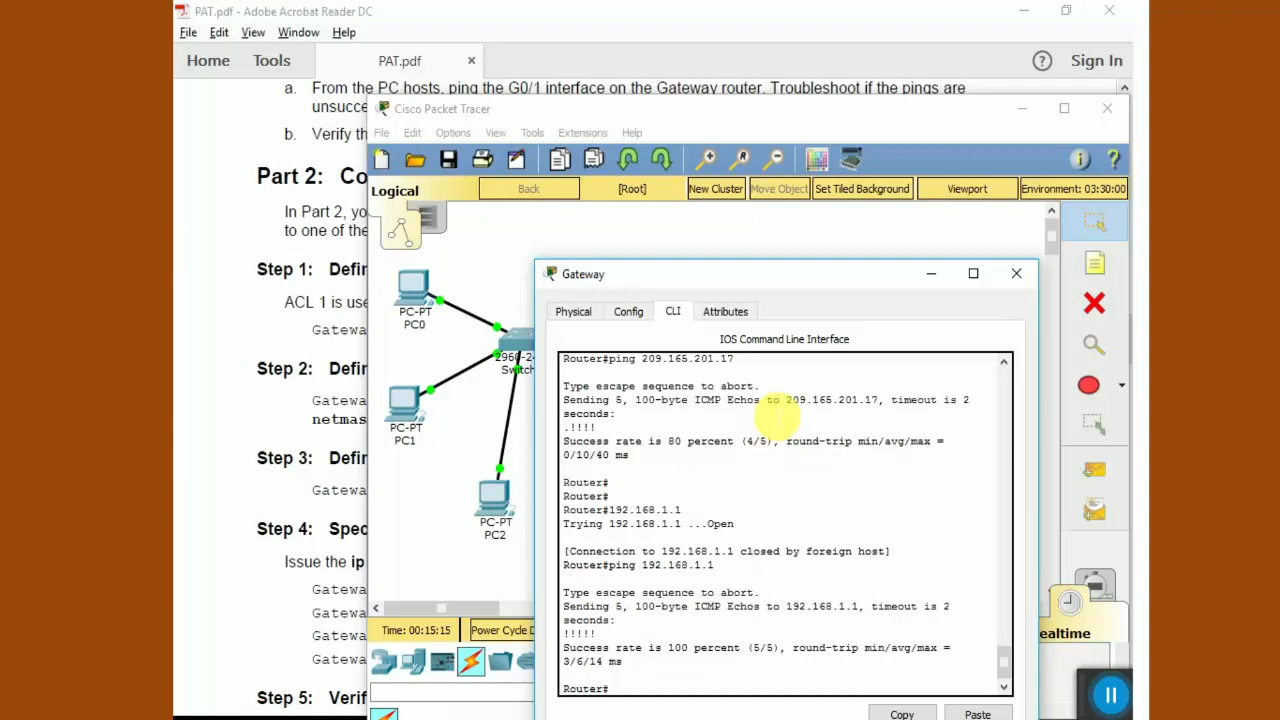 PAT.pdf - Adobe Acrobat Reader DC
File Edit View Window Help
Home Tools PAT.pdf × ? Sign In
a. From the PC hosts, ping the G0/1 interface on the Gateway router. Troubleshoot if the pings are
unsucce
b. Verify th
Part 2: Co
In Part 2, yo
to one of the
Step 1: Defin
ACL 1 is use
Gatewa
Step 2: Defin
Gatewa
netmas
Step 3: Defin
Gatewa
Step 4: Spec
Issue the ip
Gatewa
Gatewa
Gatewa
Gatewa
Step 5: Verif
Cisco Packet Tracer
File Edit Options View Tools Extensions Help
Logical Back [Root] New Cluster Move Object Set Tiled Background Viewport Environment: 03:30:00
PC-PT
PC0
2960-24
Switch
PC-PT
PC1
PC-PT
PC2
Time: 00:15:15 Power Cycle D
ealtime
Gateway
Physical Config CLI Attributes
IOS Command Line Interface
Router#ping 209.165.201.17
Type escape sequence to abort.
Sending 5, 100-byte ICMP Echos to 209.165.201.17, timeout is 2
seconds:
.!!!!
Success rate is 80 percent (4/5), round-trip min/avg/max =
0/10/40 ms
Router#
Router#
Router#192.168.1.1
Trying 192.168.1.1 ...Open
[Connection to 192.168.1.1 closed by foreign host]
Router#ping 192.168.1.1
Type escape sequence to abort.
Sending 5, 100-byte ICMP Echos to 192.168.1.1, timeout is 2
seconds:
!!!!!
Success rate is 100 percent (5/5), round-trip min/avg/max =
3/6/14 ms
Router#
Copy Paste